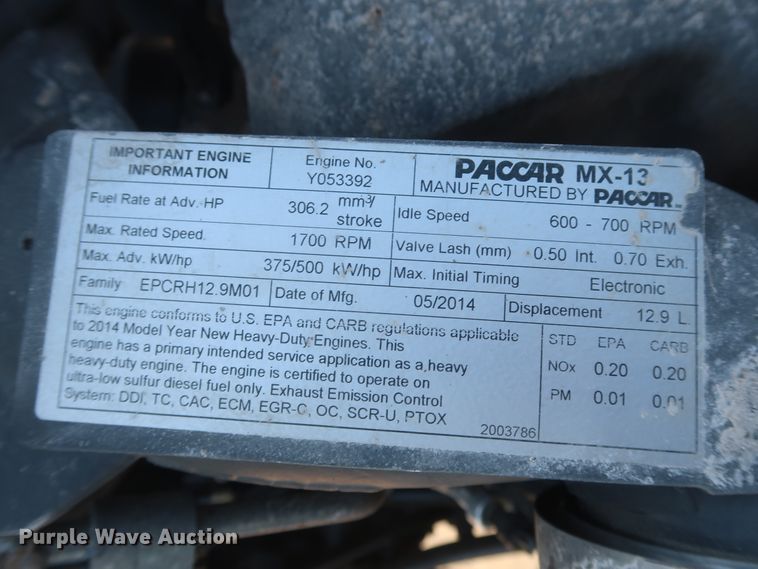 IMPORTANT ENGINE
INFORMATION
Engine No.
Y053392
PACCAR MX-13
MANUFACTURED BY PACCAR INC
Fuel Rate at Adv. HP 306.2 mm³/
stroke
Idle Speed 600 - 700 RPM
Max. Rated Speed. 1700 RPM
Valve Lash (mm) 0.50 Int. 0.70 Exh.
Max. Adv. kW/hp 375/500 kW/hp
Max. Initial Timing Electronic
Family EPCRH12.9M01
Date of Mfg. 05/2014
Displacement 12.9 L.
This engine conforms to U.S. EPA and CARB regulations applicable
to 2014 Model Year New Heavy-Duty Engines. This
engine has a primary intended service application as a heavy
heavy-duty engine. The engine is certified to operate on
ultra-low sulfur diesel fuel only. Exhaust Emission Control
System: DDI, TC, CAC, ECM, EGR-C, OC, SCR-U, PTOX
STD EPA CARB
NOx 0.20 0.20
PM 0.01 0.01
2003786
Purple Wave Auction